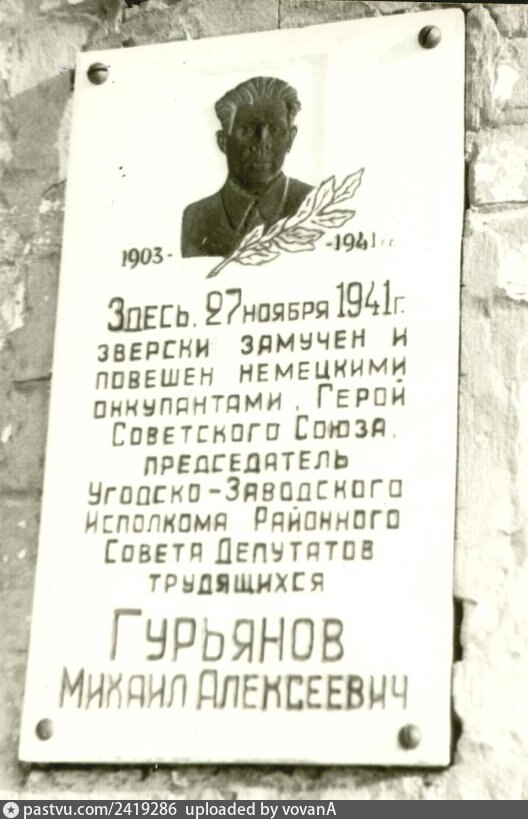 1903-
-1941гг.
Здесь, 27 ноября 1941г.
зверски замучен и
повешен немецкими
оккупантами, Герой
Советского Союза,
председатель
Угодско-Заводского
исполкома Районного
Совета Депутатов
трудящихся
Гурьянов
Михаил Алексеевич
pastvu.com/2419286 uploaded by vovanA